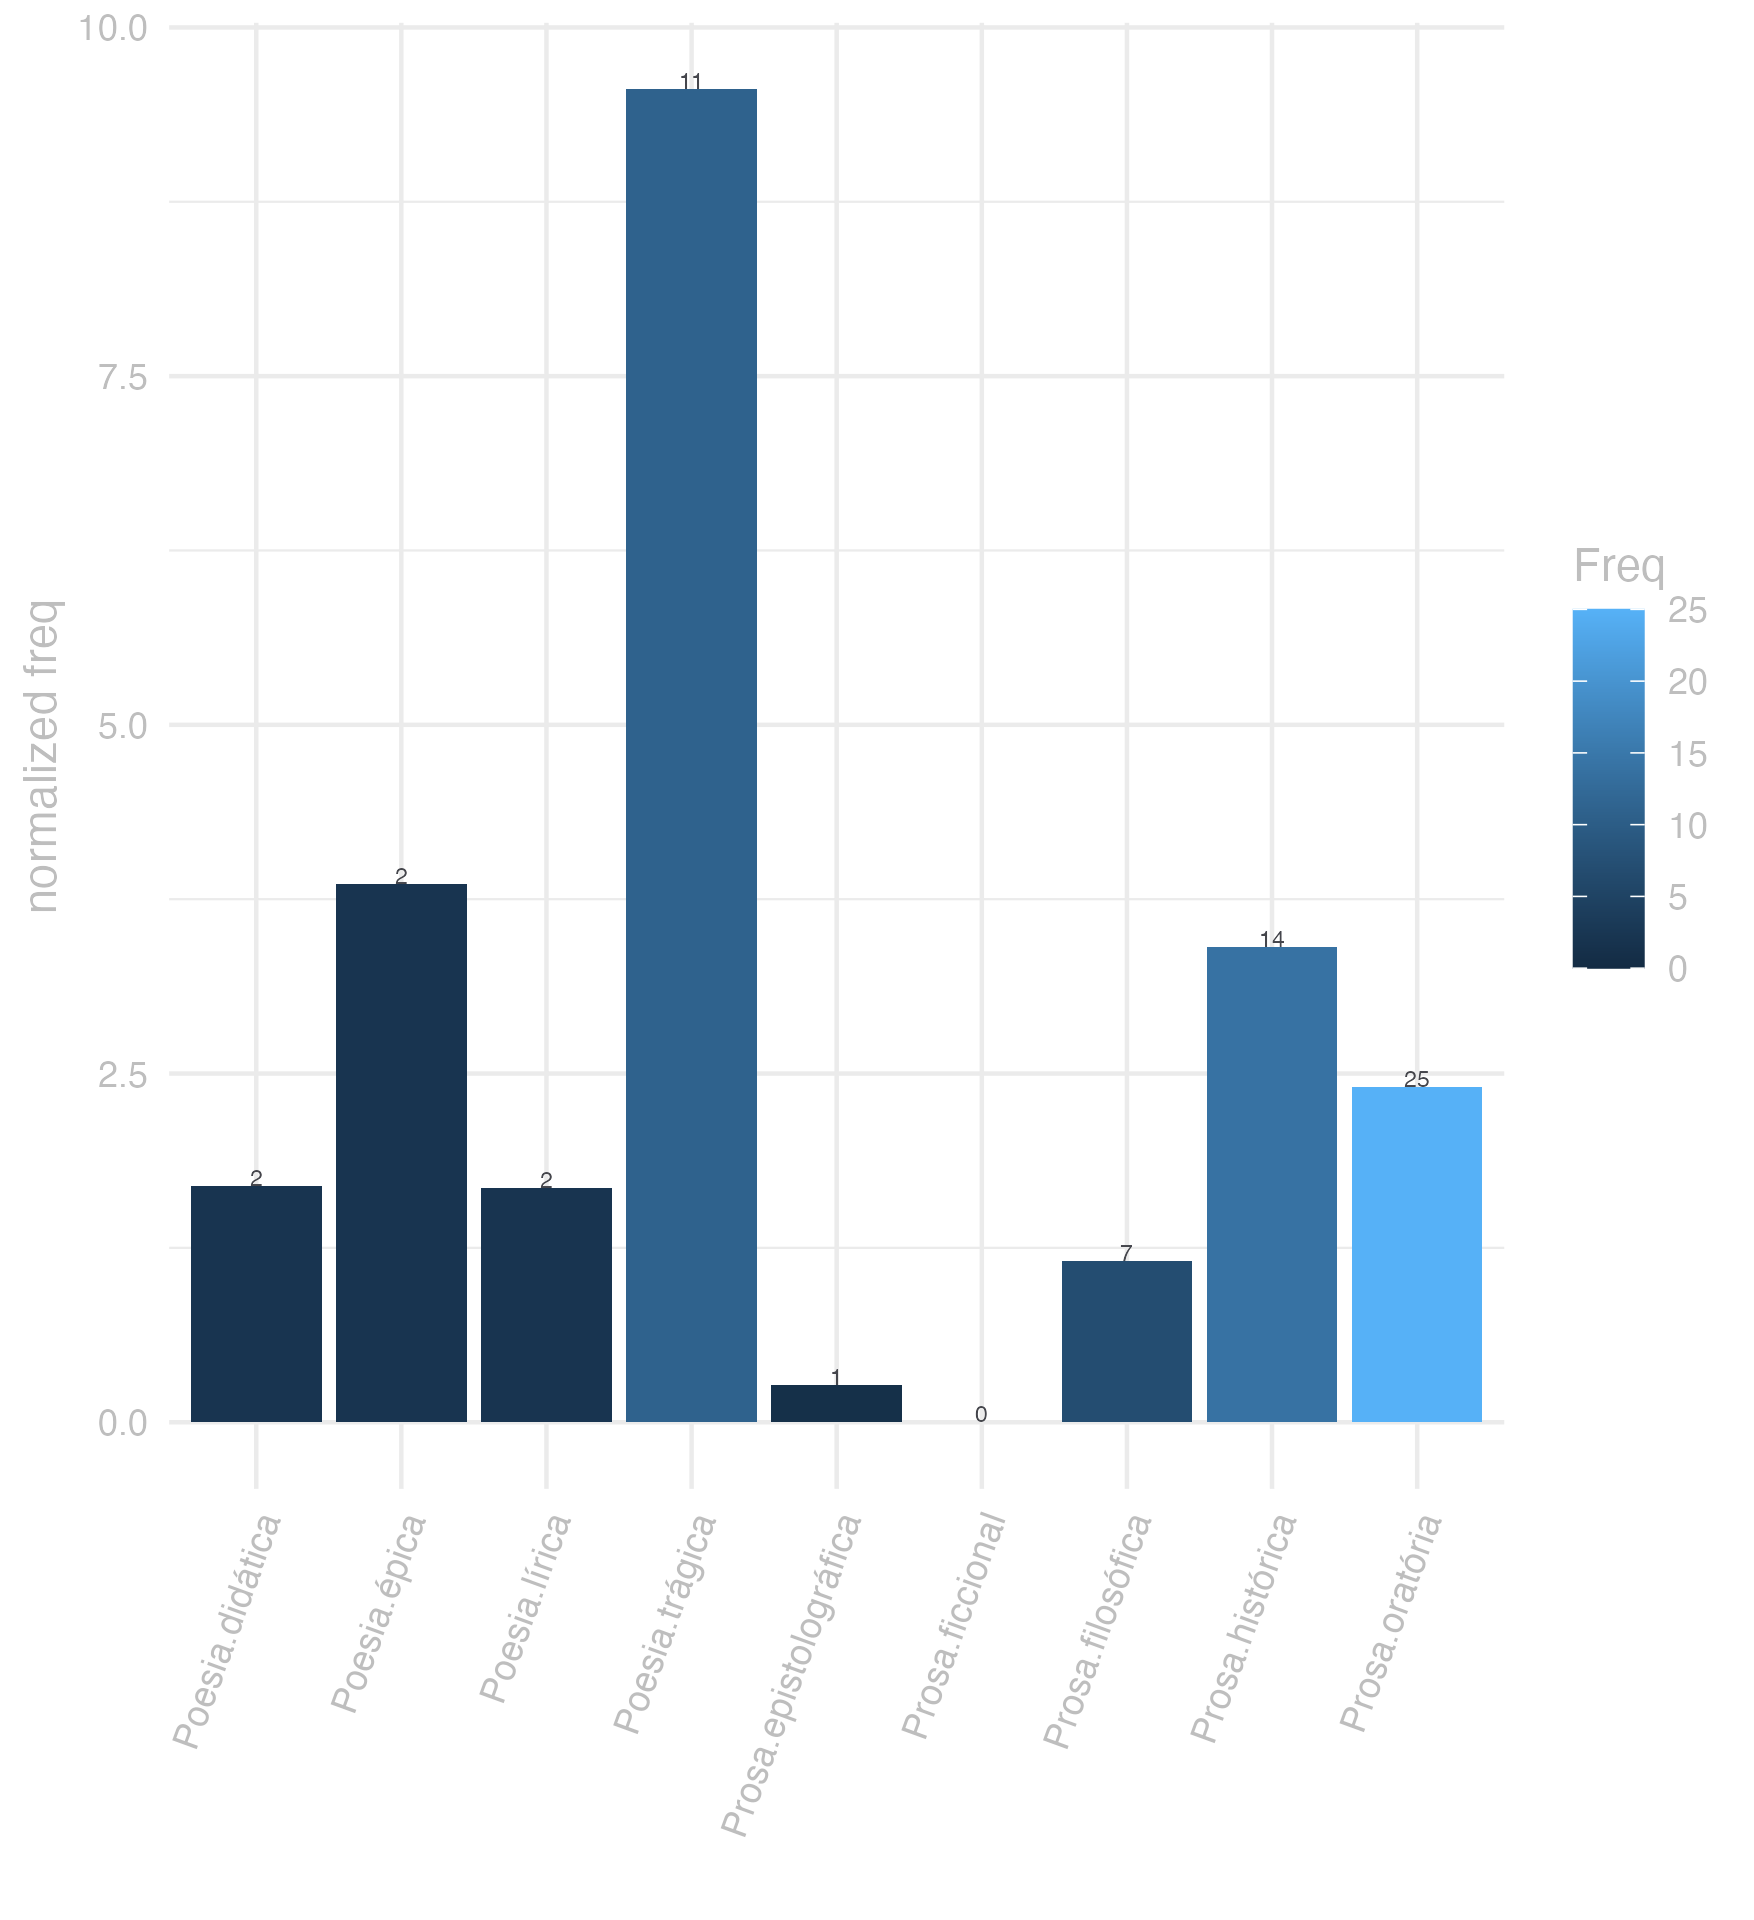 10.0
7.5
5.0
2.5
0.0
normalized freq
2
2
2
11
1
0
7
14
25
Poesia.didática
Poesia.épica
Poesia.lírica
Poesia.trágica
Prosa.epistolográfica
Prosa.ficcional
Prosa.filosófica
Prosa.histórica
Prosa.oratória
Freq
25
20
15
10
5
0